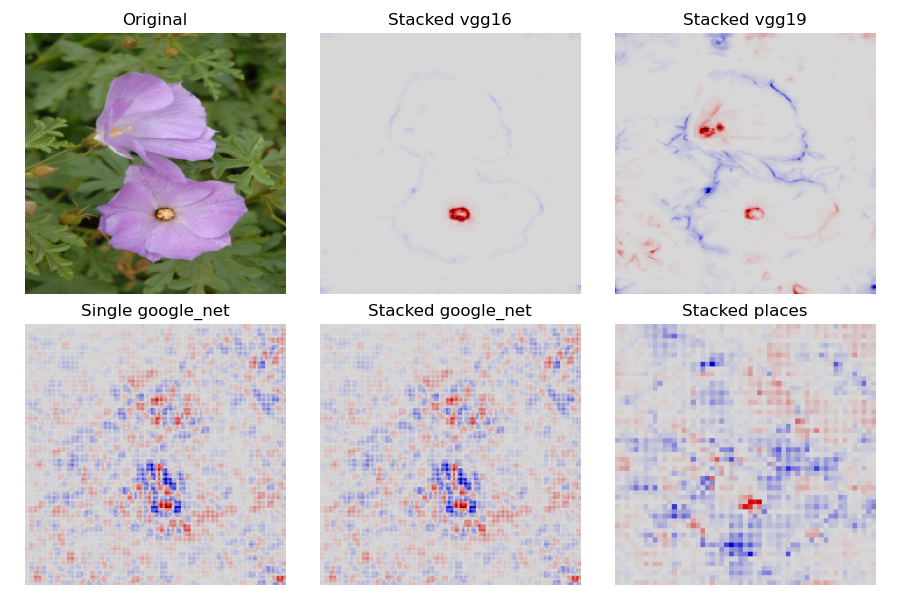 Original
Stacked vgg16
Stacked vgg19
Single google_net
Stacked google_net
Stacked places